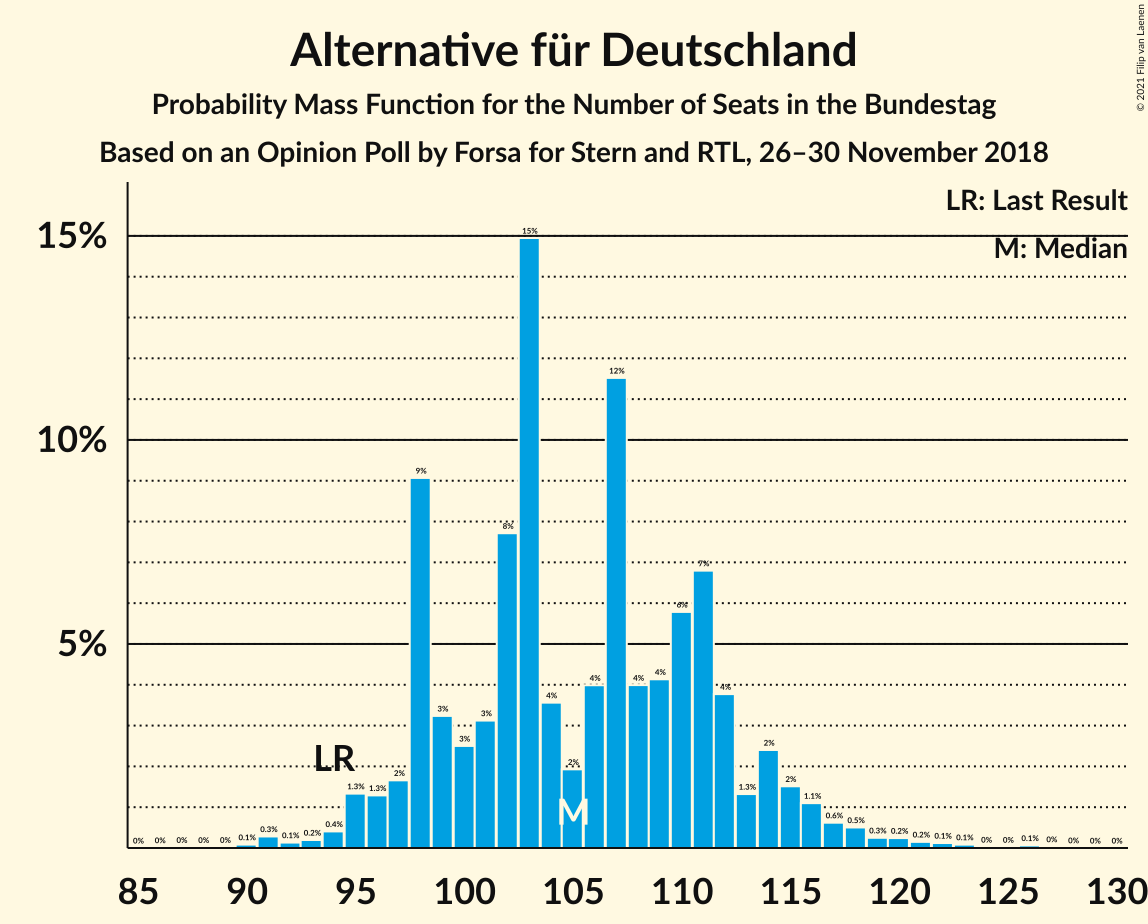 Alternative für Deutschland
Probability Mass Function for the Number of Seats in the Bundestag
Based on an Opinion Poll by Forsa for Stern and RTL, 26–30 November 2018
© 2021 Filip van Laenen
LR: Last Result
M: Median
15%
10%
5%
0% 0% 0% 0% 0% 0.1% 0.3% 0.1% 0.2% 0.4% 1.3% 1.3% 2% 9% 3% 3% 3% 8% 15% 4% 2% 4% 12% 4% 4% 6% 7% 4% 1.3% 2% 2% 1.1% 0.6% 0.5% 0.3% 0.2% 0.2% 0.1% 0.1% 0% 0% 0.1% 0% 0% 0% 0%
LR
M
85 90 95 100 105 110 115 120 125 130